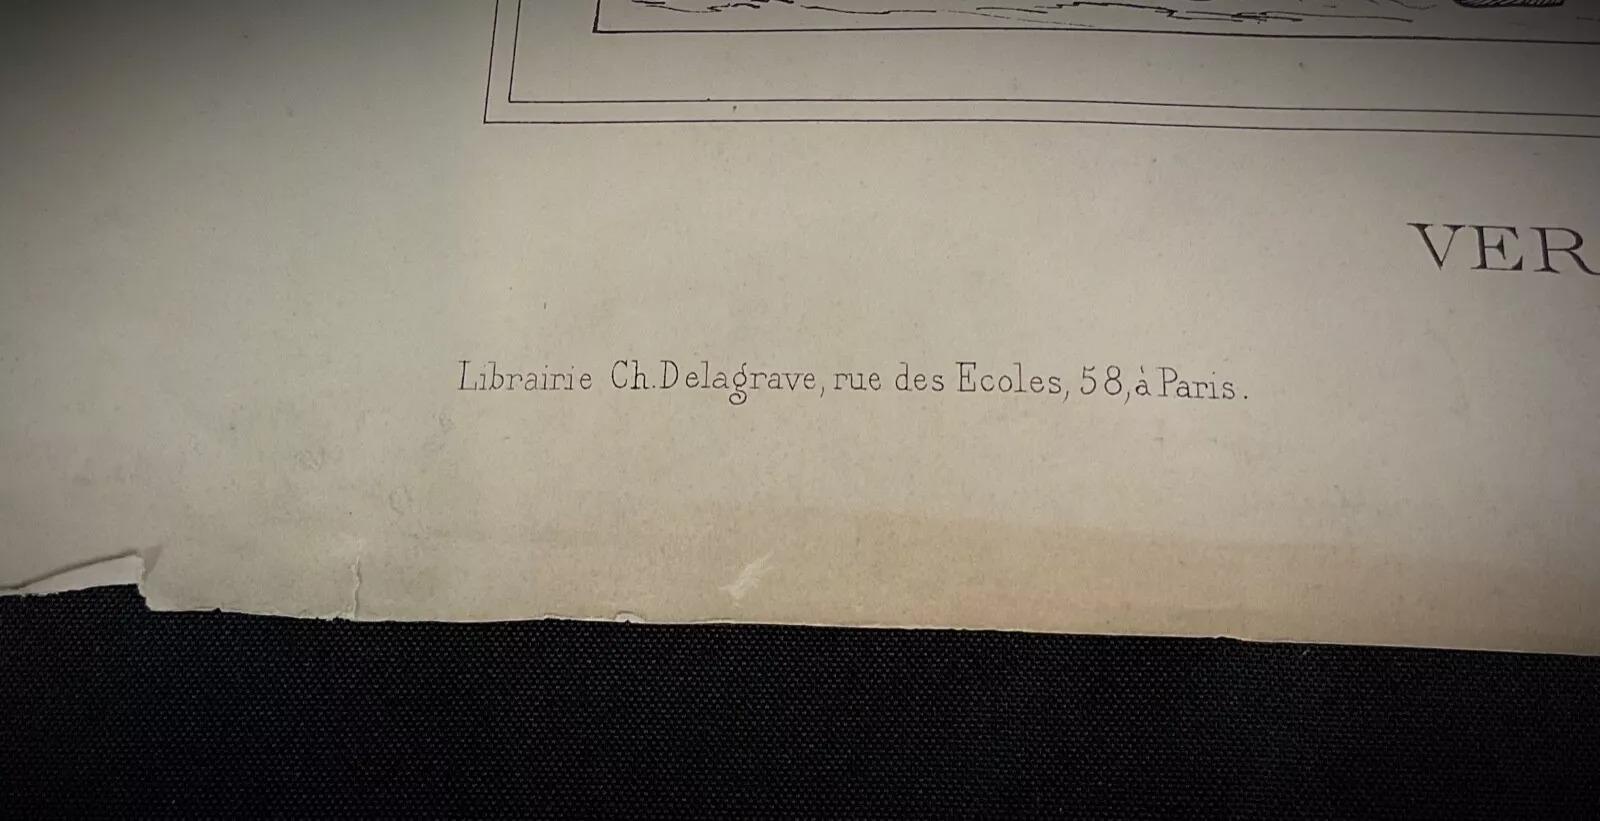 VER
Librairie Ch. Delagrave, rue des Ecoles, 58, à Paris.